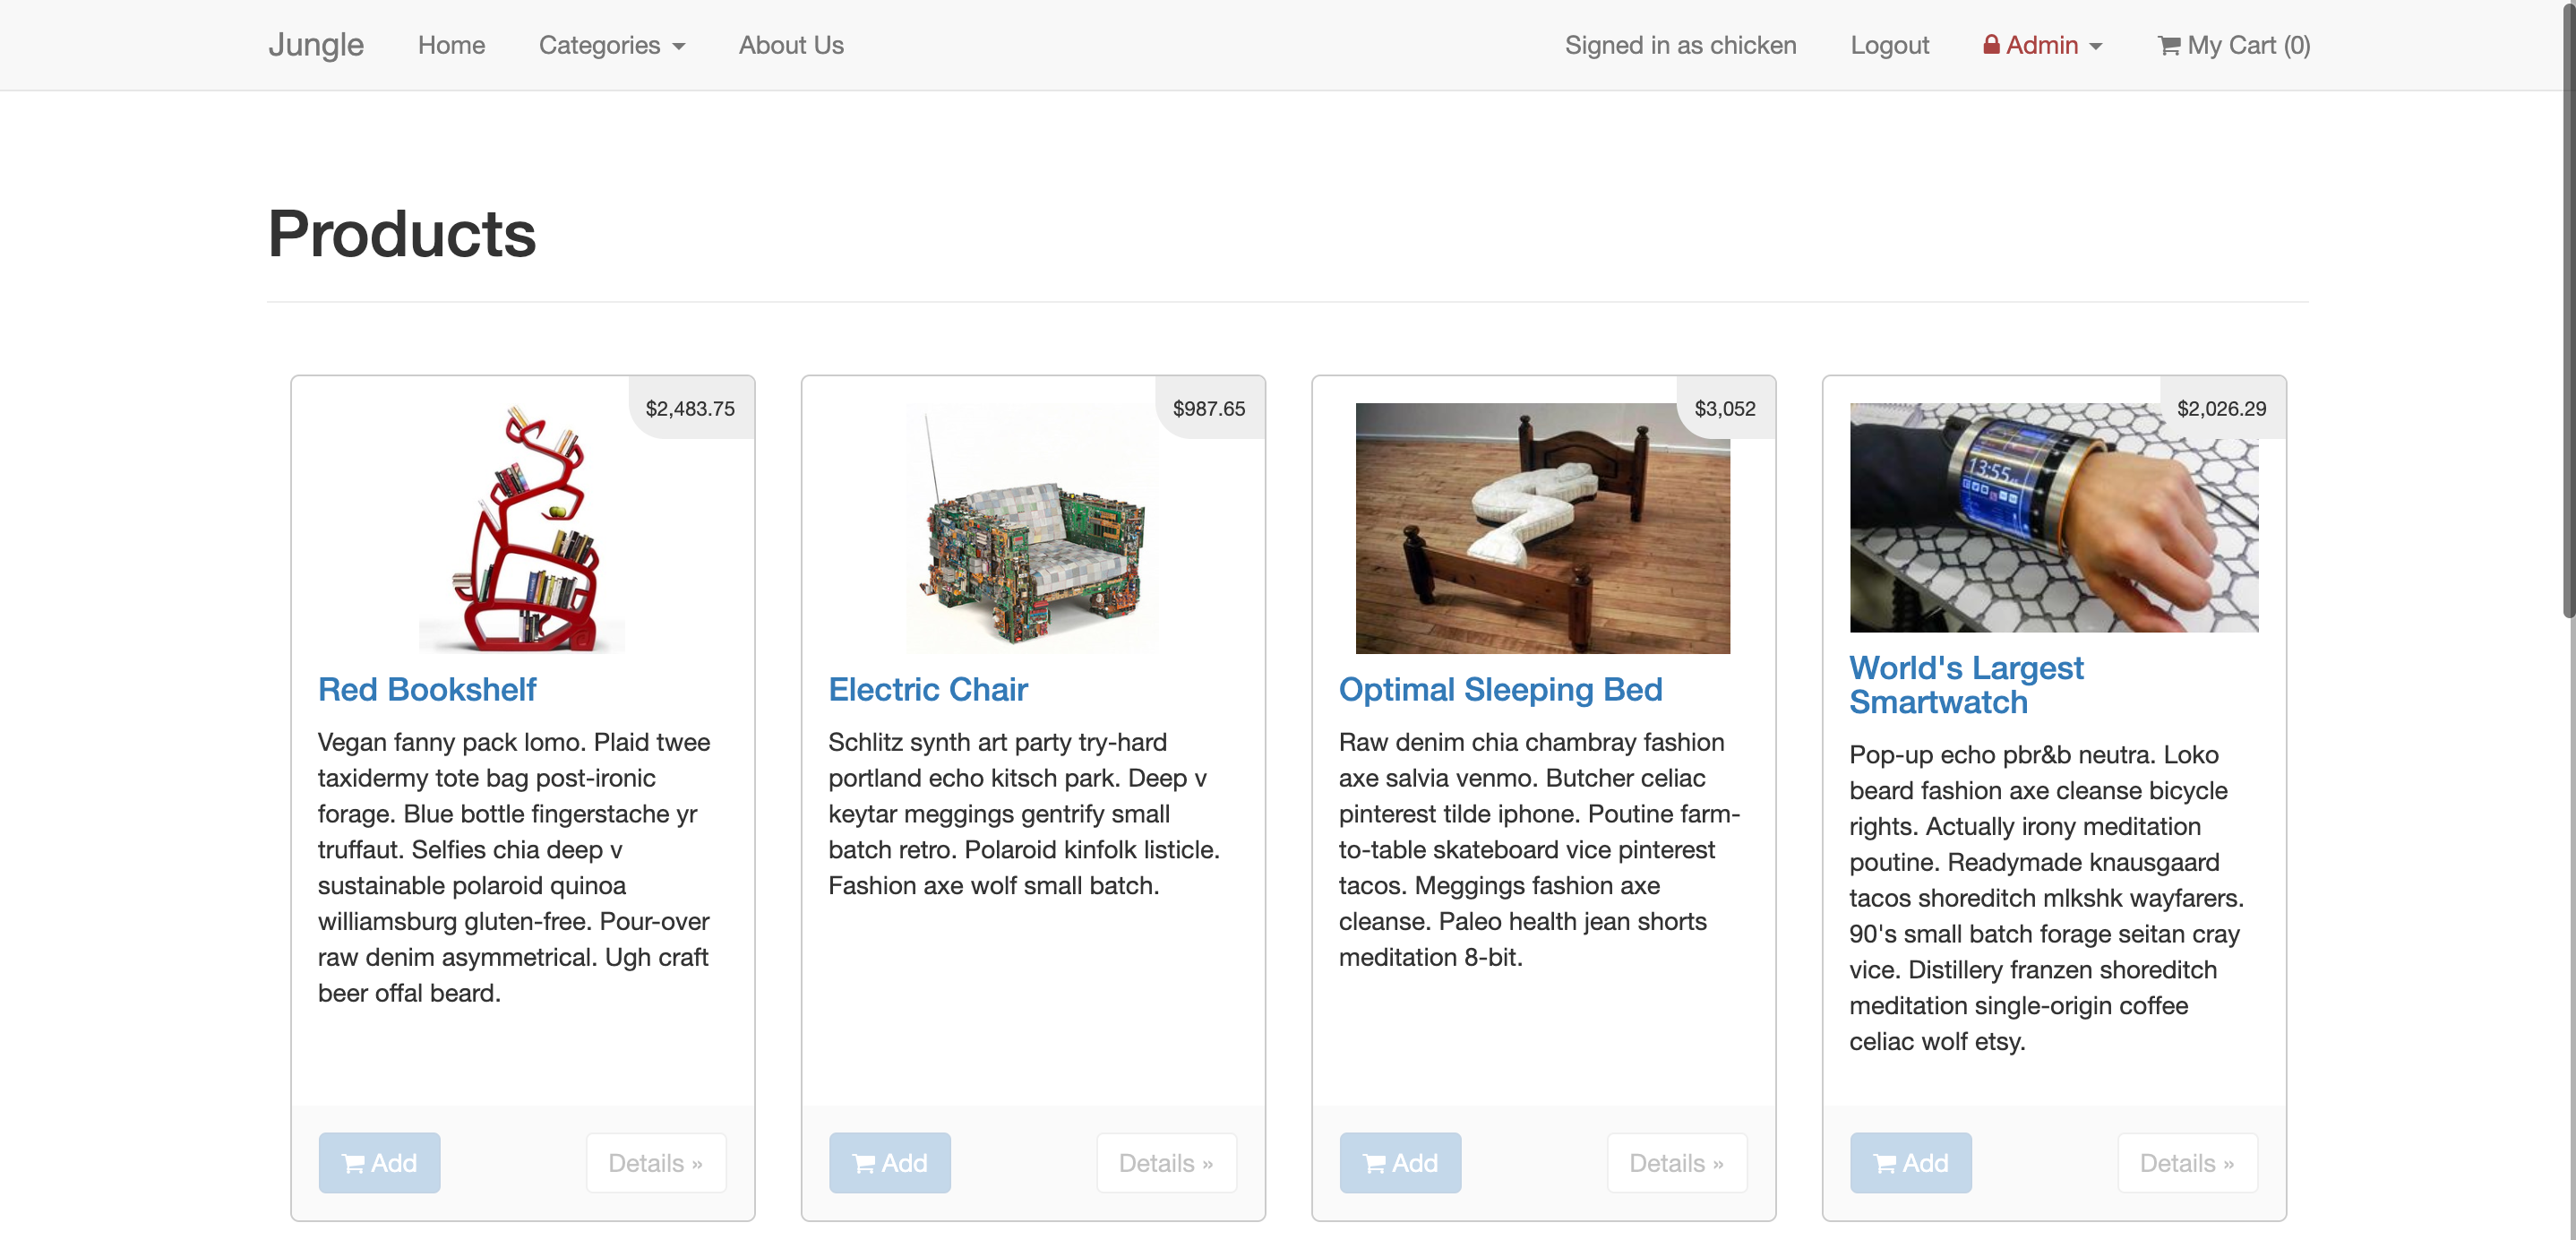 Jungle Home Categories About Us Signed in as chicken Logout Admin My Cart (0)
Products
$2,483.75
Red Bookshelf
Vegan fanny pack lomo. Plaid twee
taxidermy tote bag post-ironic
forage. Blue bottle fingerstache yr
truffaut. Selfies chia deep v
sustainable polaroid quinoa
williamsburg gluten-free. Pour-over
raw denim asymmetrical. Ugh craft
beer offal beard.
Add Details »
$987.65
Electric Chair
Schlitz synth art party try-hard
portland echo kitsch park. Deep v
keytar meggings gentrify small
batch retro. Polaroid kinfolk listicle.
Fashion axe wolf small batch.
Add Details »
$3,052
Optimal Sleeping Bed
Raw denim chia chambray fashion
axe salvia venmo. Butcher celiac
pinterest tilde iphone. Poutine farm-
to-table skateboard vice pinterest
tacos. Meggings fashion axe
cleanse. Paleo health jean shorts
meditation 8-bit.
Add Details »
$2,026.29
13:55
World's Largest
Smartwatch
Pop-up echo pbr&b neutra. Loko
beard fashion axe cleanse bicycle
rights. Actually irony meditation
poutine. Readymade knausgaard
tacos shoreditch mlkshk wayfarers.
90's small batch forage seitan cray
vice. Distillery franzen shoreditch
meditation single-origin coffee
celiac wolf etsy.
Add Details »